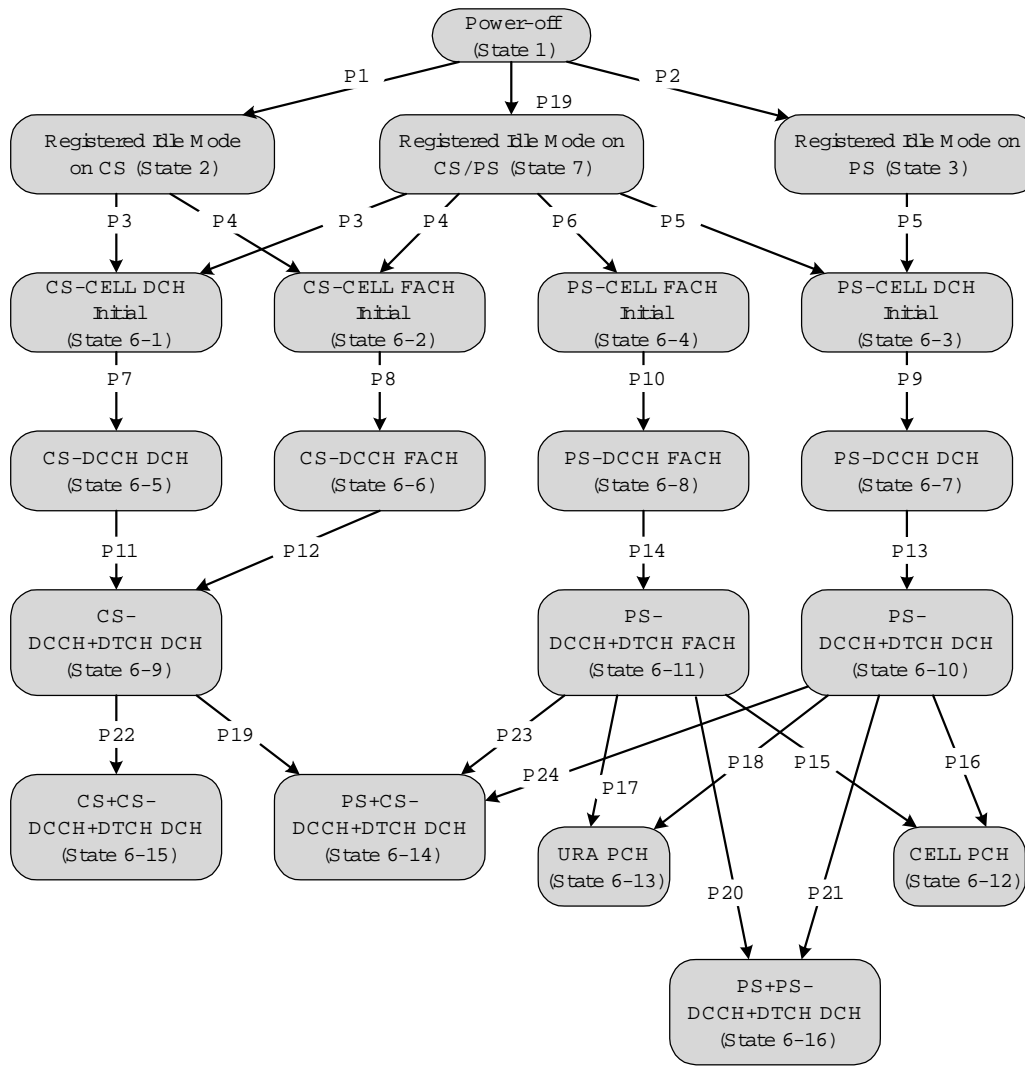 Power-off
(State 1)
P1
P19
P2
Registered Idle Mode
on CS (State 2)
Registered Idle Mode on
CS/PS (State 7)
Registered Idle Mode on
PS (State 3)
P3
P4
P3
P4
P6
P5
P5
CS-CELL DCH
Initial
(State 6-1)
CS-CELL FACH
Initial
(State 6-2)
PS-CELL FACH
Initial
(State 6-4)
PS-CELL DCH
Initial
(State 6-3)
P7
P8
P10
P9
CS-DCCH DCH
(State 6-5)
CS-DCCH FACH
(State 6-6)
PS-DCCH FACH
(State 6-8)
PS-DCCH DCH
(State 6-7)
P11
P12
P14
P13
CS-
DCCH+DTCH DCH
(State 6-9)
PS-
DCCH+DTCH FACH
(State 6-11)
PS-
DCCH+DTCH DCH
(State 6-10)
P22
P19
P23
P24
P17
P18
P15
P16
CS+CS-
DCCH+DTCH DCH
(State 6-15)
PS+CS-
DCCH+DTCH DCH
(State 6-14)
URA PCH
(State 6-13)
CELL PCH
(State 6-12)
P20
P21
PS+PS-
DCCH+DTCH DCH
(State 6-16)